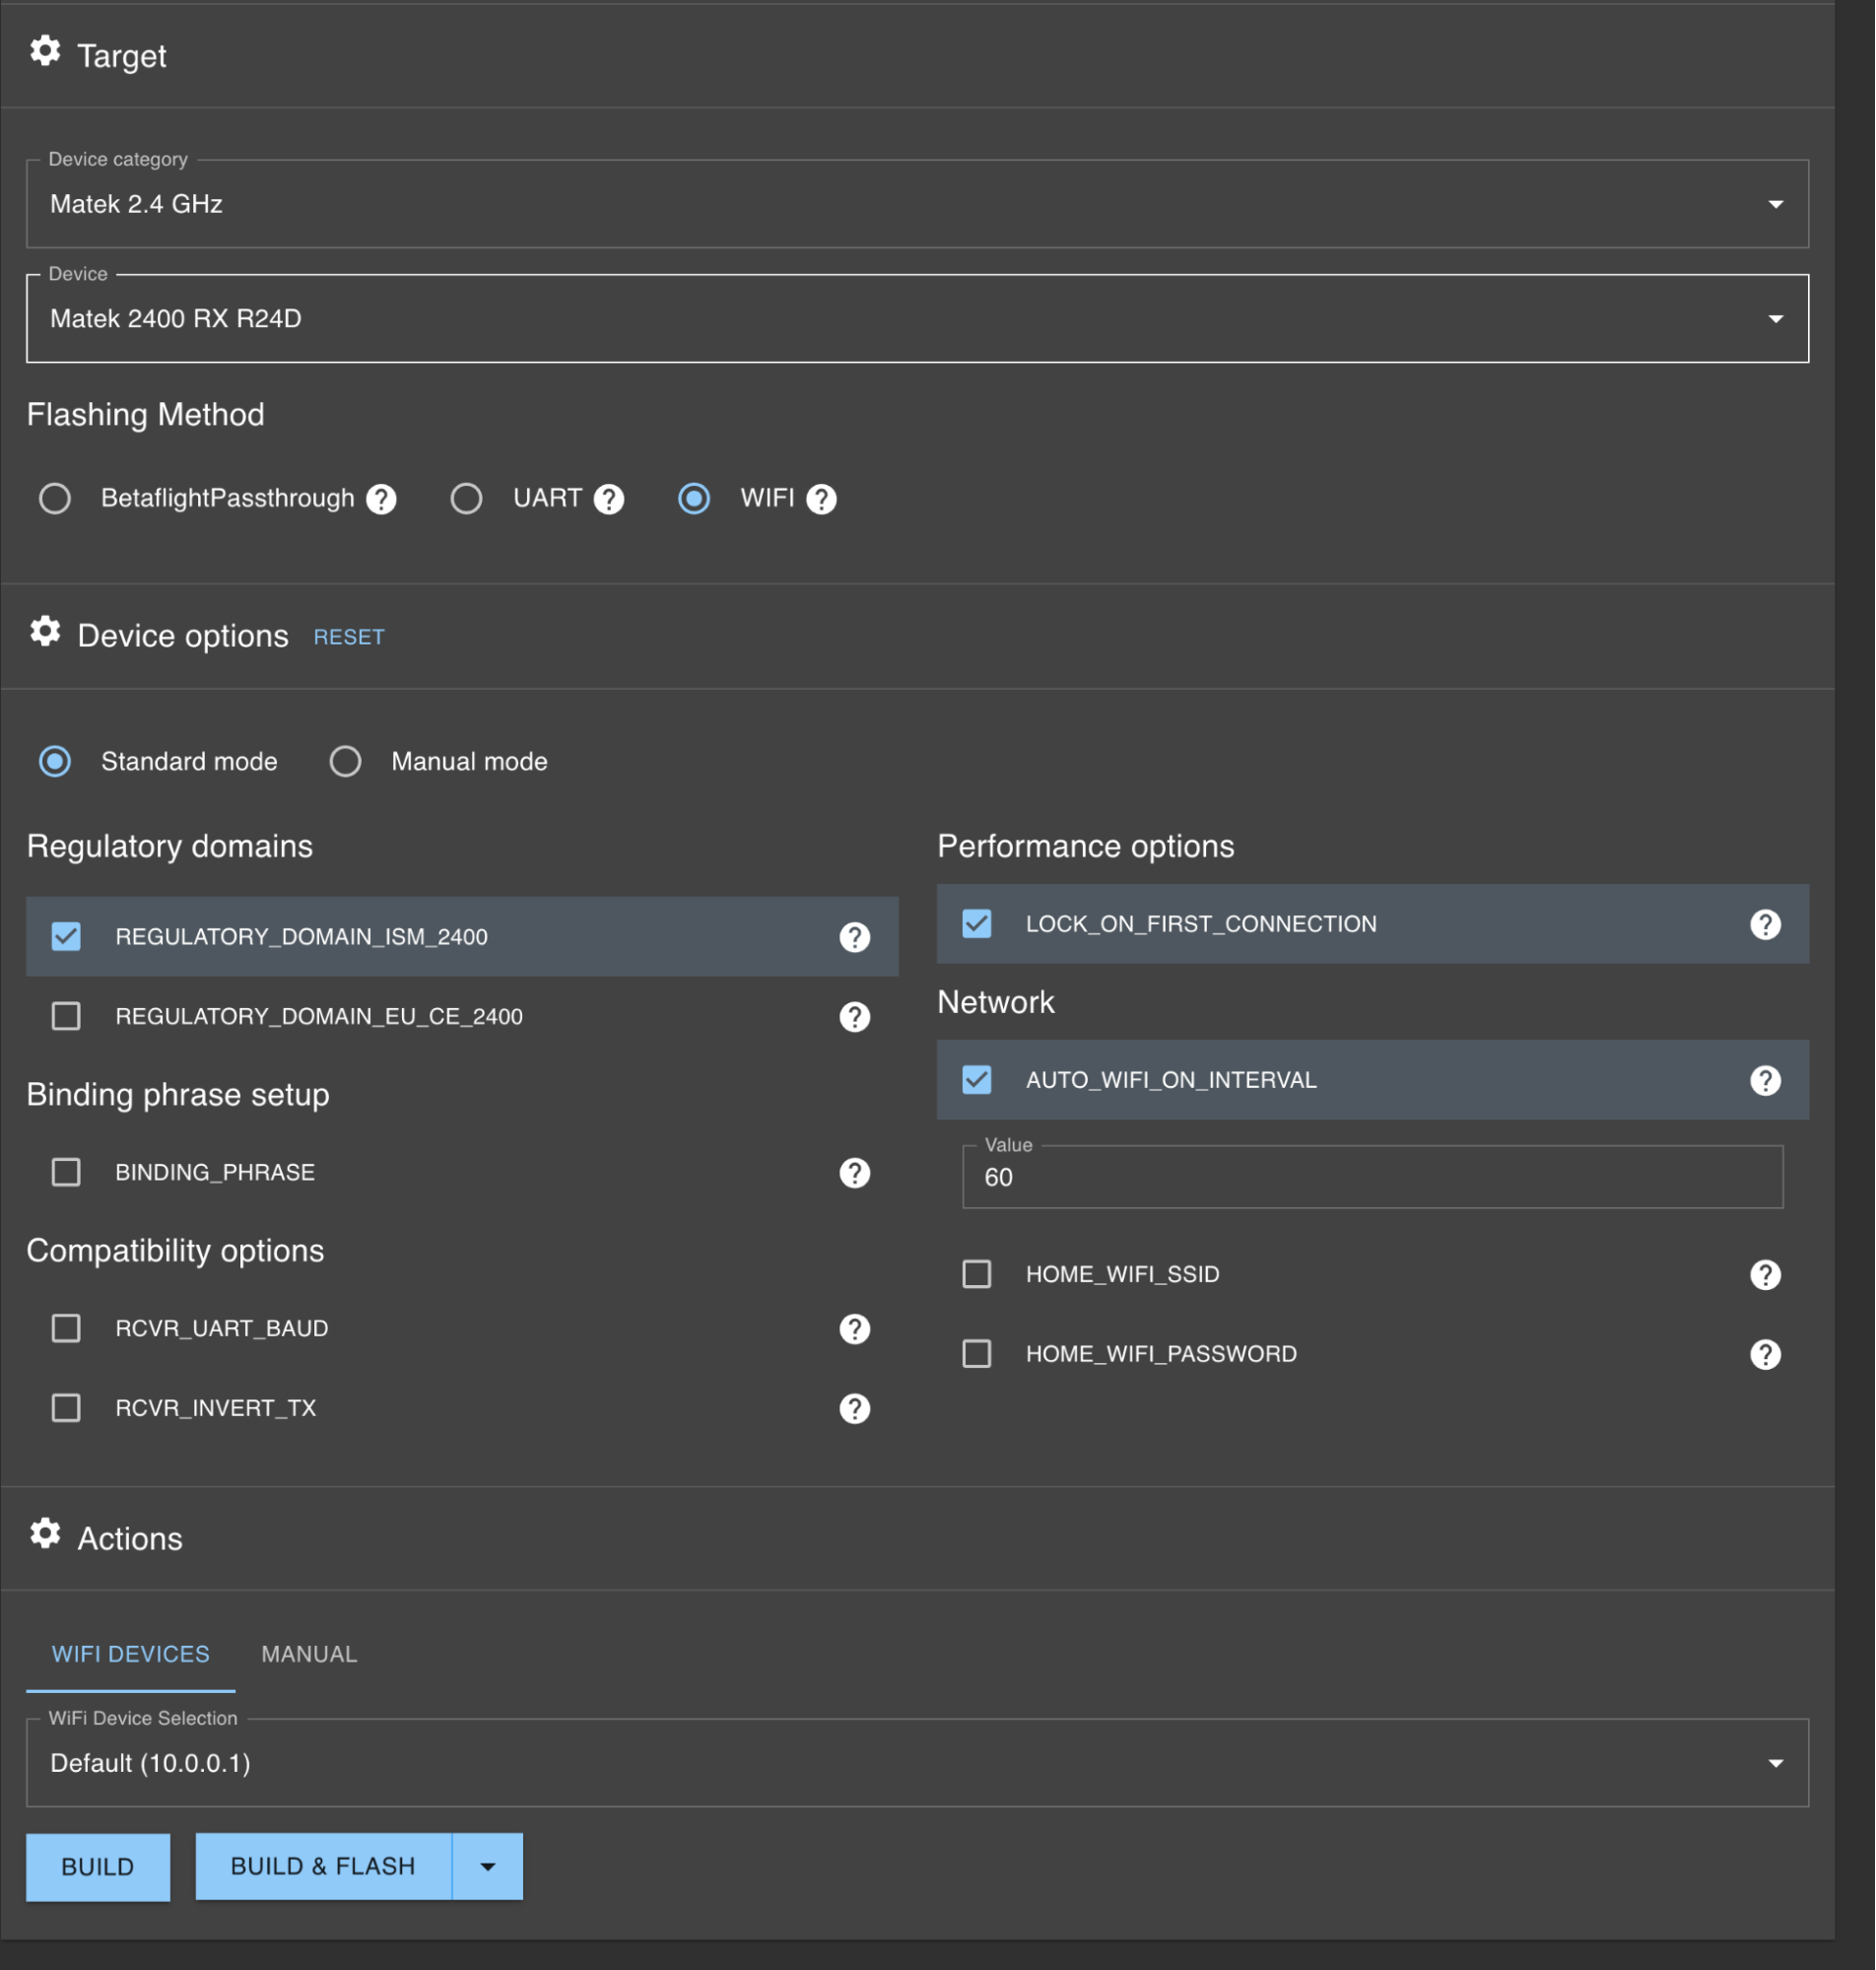 Target
Device category
Matek 2.4 GHz
Device
Matek 2400 RX R24D
Flashing Method
BetaflightPassthrough ? UART ? WIFI ?
Device options RESET
Standard mode Manual mode
Regulatory domains
REGULATORY_DOMAIN_ISM_2400 ?
REGULATORY_DOMAIN_EU_CE_2400 ?
Binding phrase setup
BINDING_PHRASE ?
Compatibility options
RCVR_UART_BAUD ?
RCVR_INVERT_TX ?
Performance options
LOCK_ON_FIRST_CONNECTION ?
Network
AUTO_WIFI_ON_INTERVAL ?
Value
60
HOME_WIFI_SSID ?
HOME_WIFI_PASSWORD ?
Actions
WIFI DEVICES MANUAL
WiFi Device Selection
Default (10.0.0.1)
BUILD BUILD & FLASH